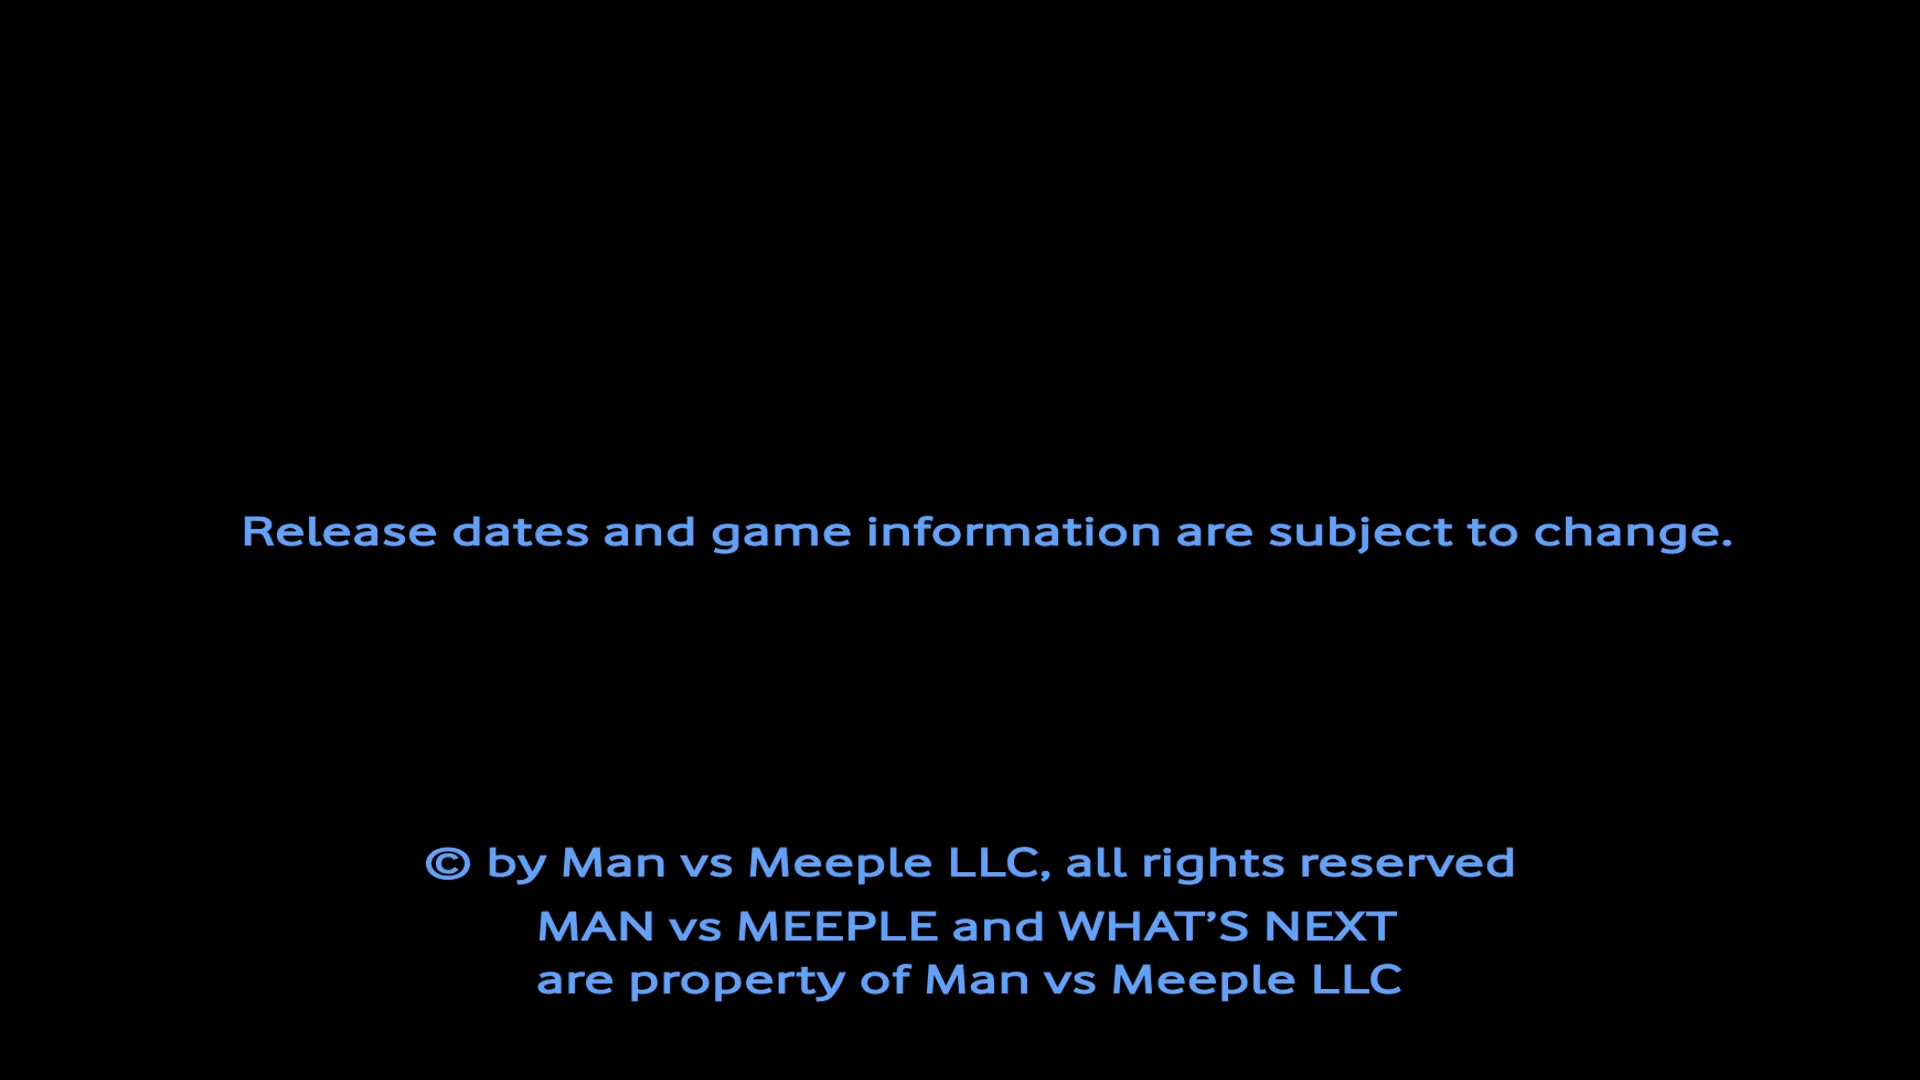 Release dates and game information are subject to change.
© by Man vs Meeple LLC, all rights reserved
MAN vs MEEPLE and WHAT’S NEXT
are property of Man vs Meeple LLC